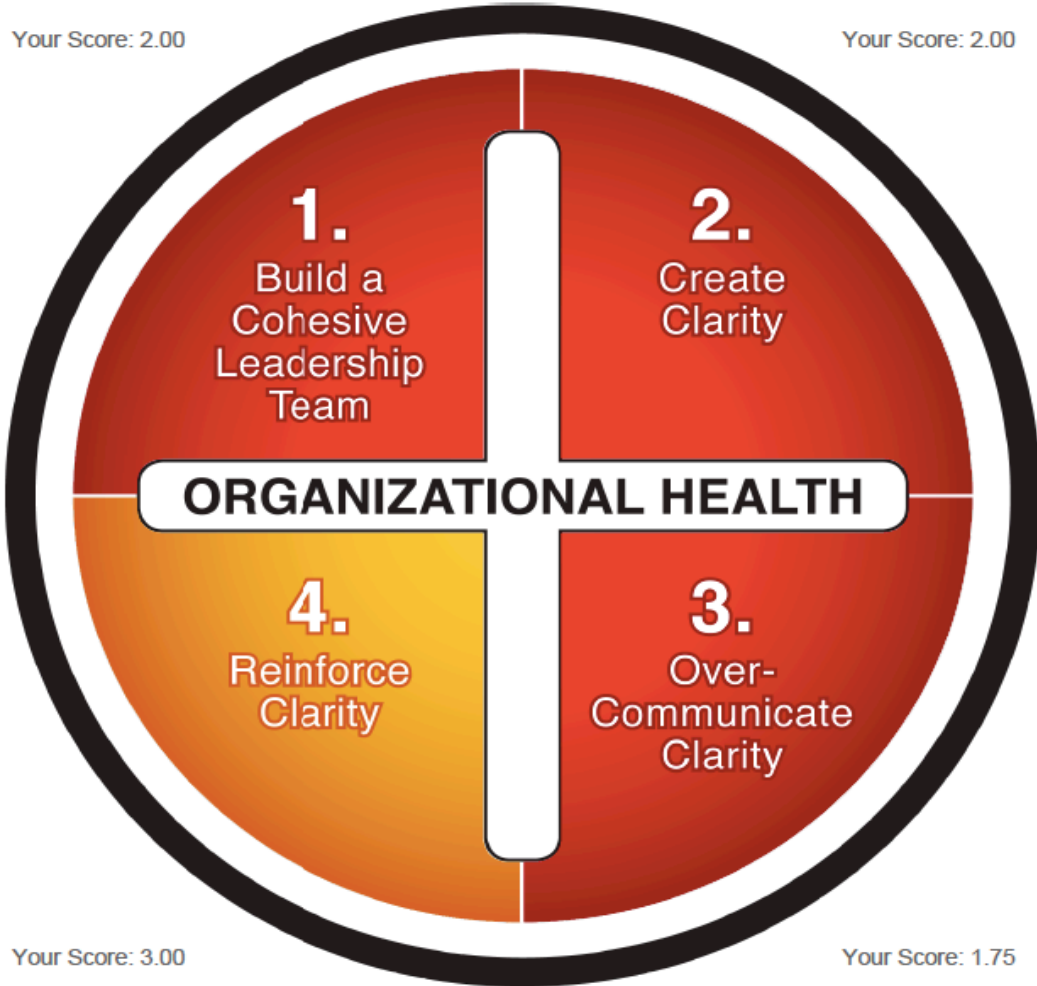 Your Score: 2.00
Your Score: 2.00
1.
Build a
Cohesive
Leadership
Team
2.
Create
Clarity
ORGANIZATIONAL HEALTH
4.
Reinforce
Clarity
3.
Over-
Communicate
Clarity
Your Score: 3.00
Your Score: 1.75